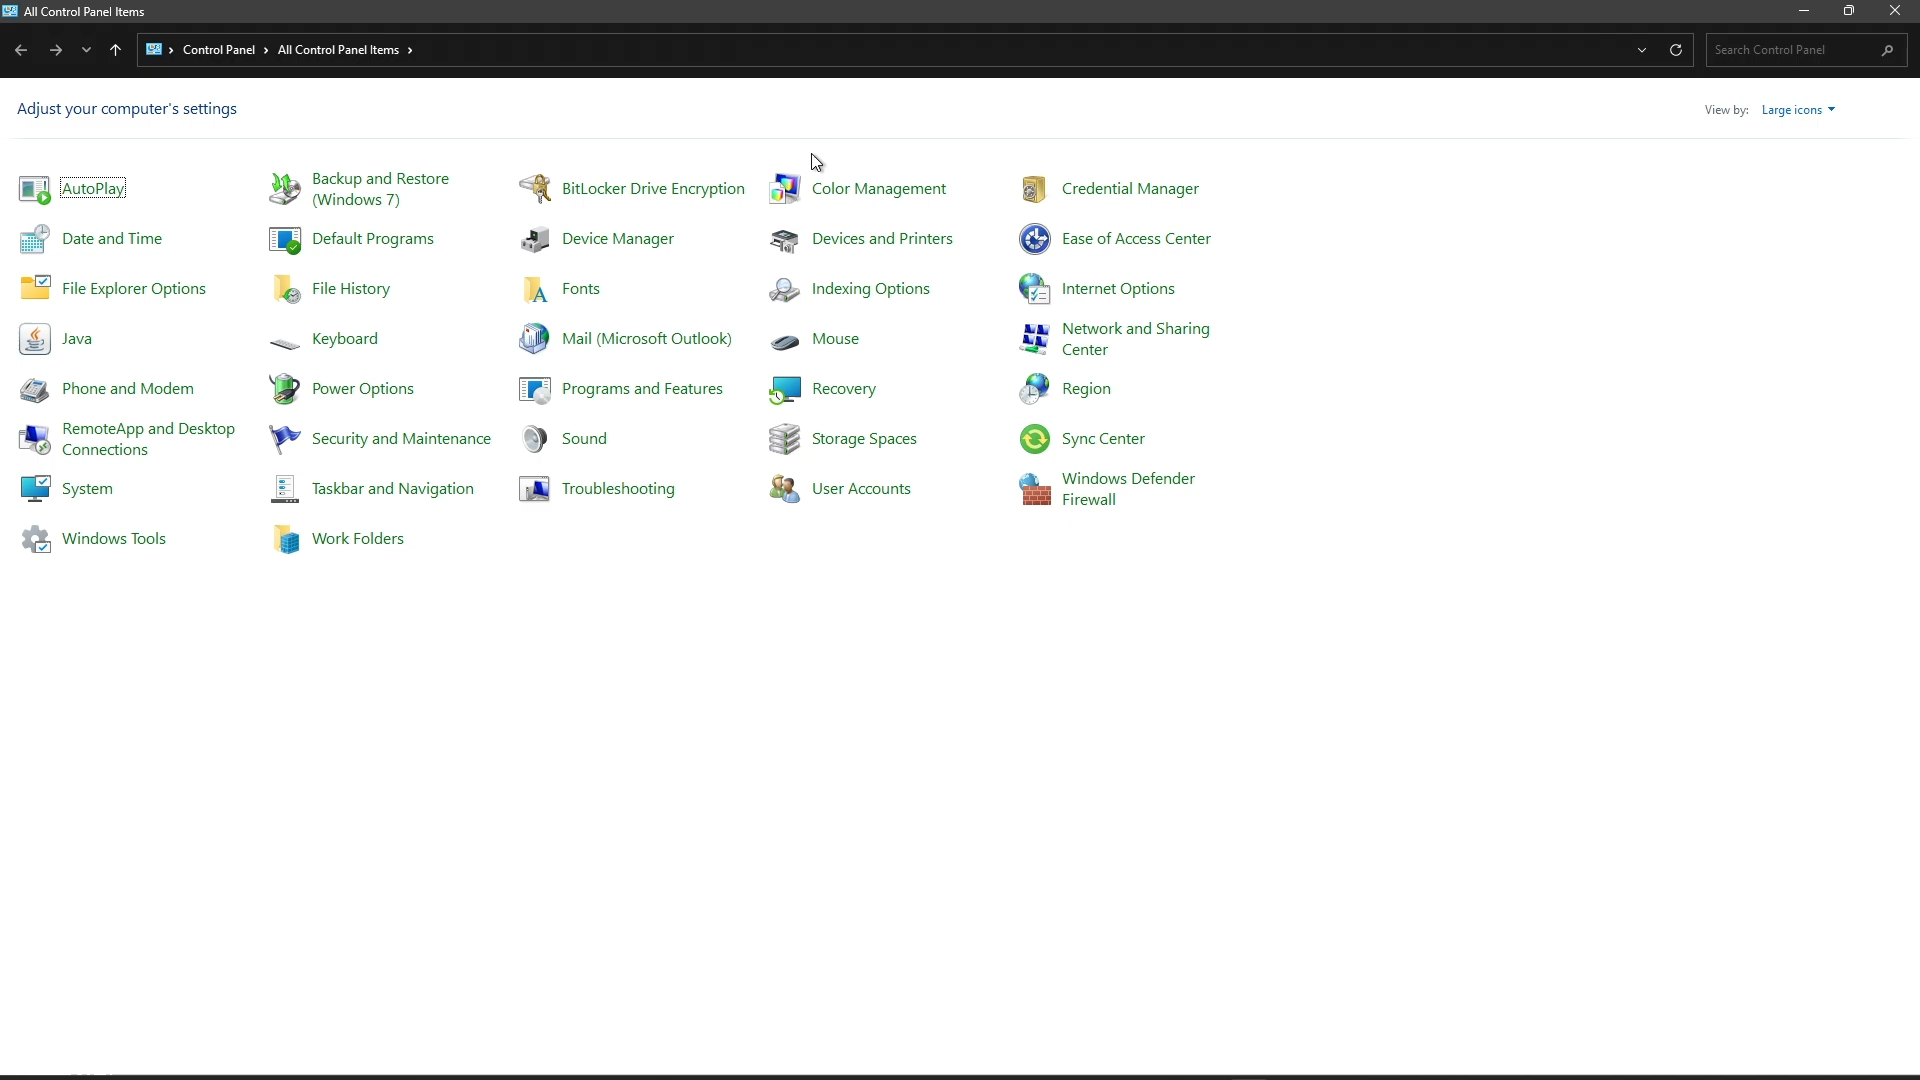 All Control Panel Items
Control Panel > All Control Panel Items >
Search Control Panel
Adjust your computer's settings
View by: Large icons
AutoPlay
Backup and Restore
(Windows 7)
BitLocker Drive Encryption
Color Management
Credential Manager
Date and Time
Default Programs
Device Manager
Devices and Printers
Ease of Access Center
File Explorer Options
File History
Fonts
Indexing Options
Internet Options
Java
Keyboard
Mail (Microsoft Outlook)
Mouse
Network and Sharing
Center
Phone and Modem
Power Options
Programs and Features
Recovery
Region
RemoteApp and Desktop
Connections
Security and Maintenance
Sound
Storage Spaces
Sync Center
System
Taskbar and Navigation
Troubleshooting
User Accounts
Windows Defender
Firewall
Windows Tools
Work Folders